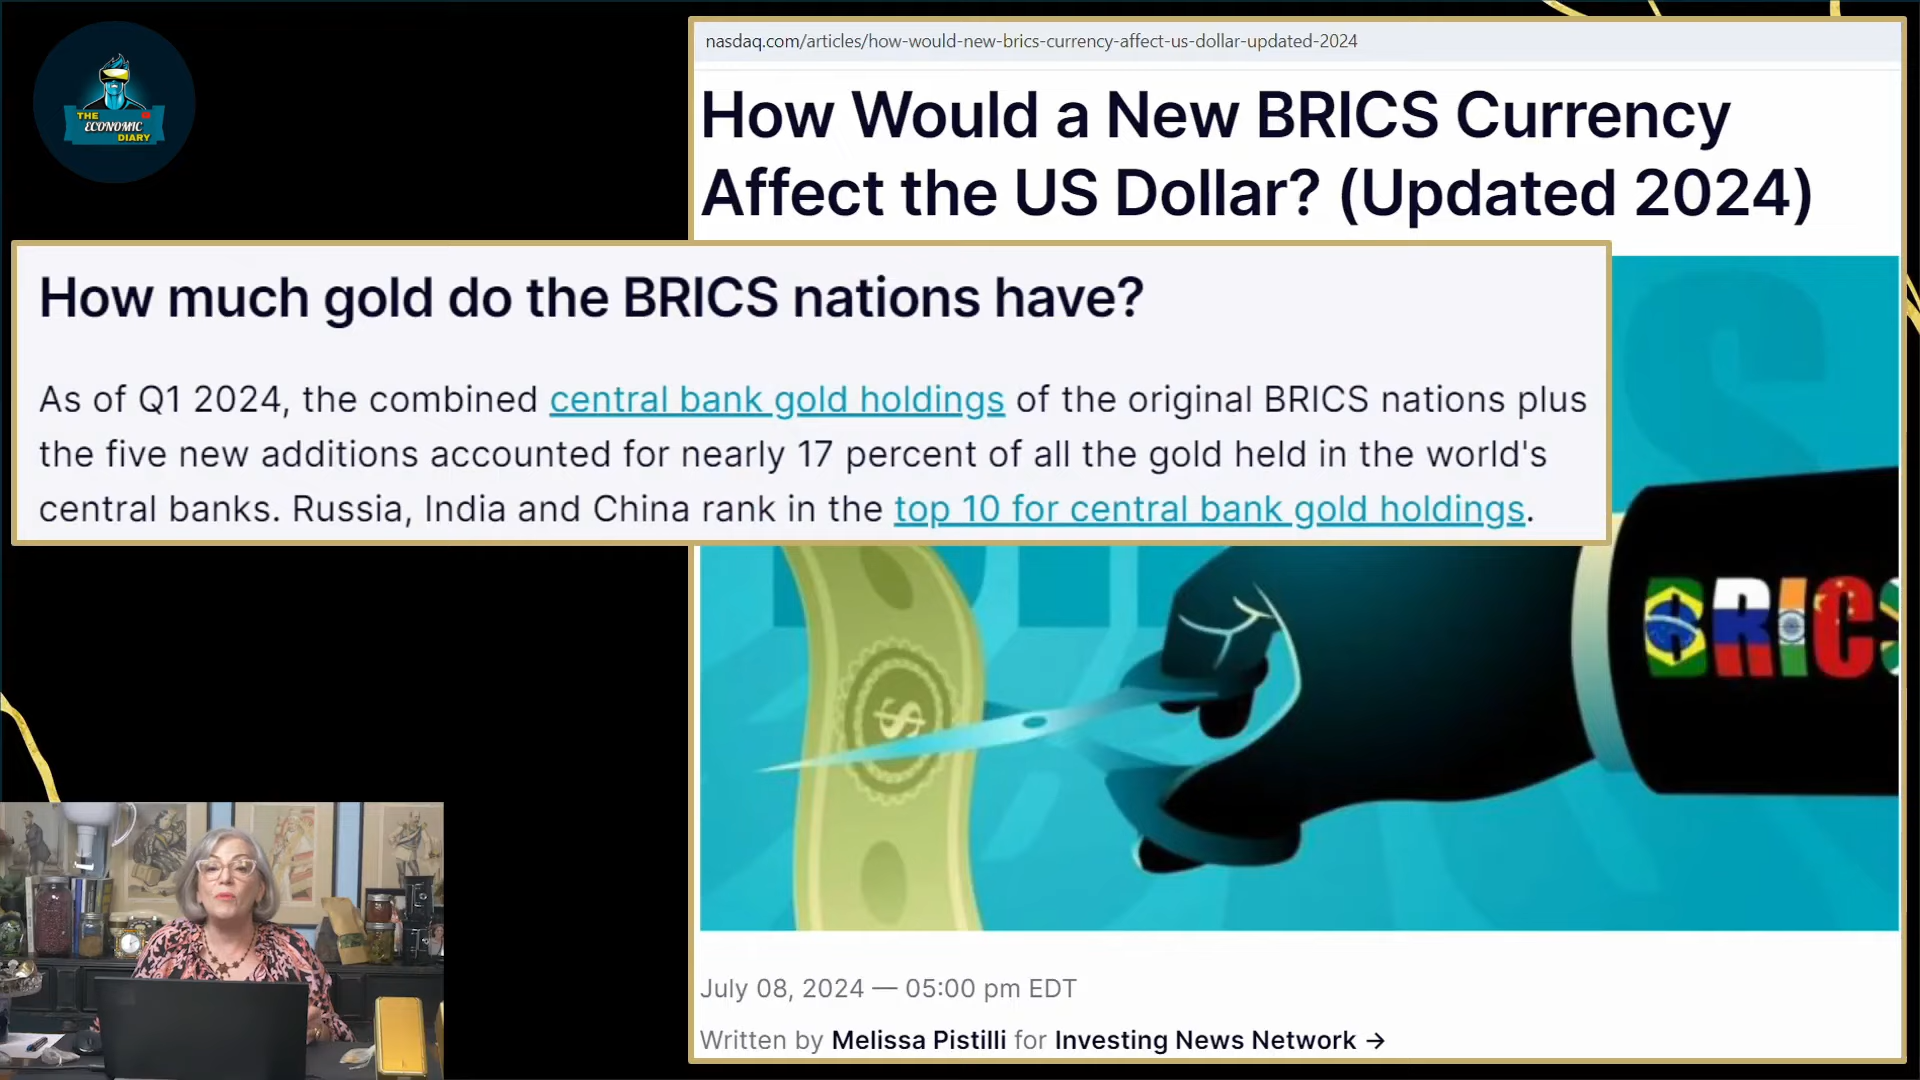 THE
ECONOMIC
DIARY
nasdaq.com/articles/how-would-new-brics-currency-affect-us-dollar-updated-2024
How Would a New BRICS Currency
Affect the US Dollar? (Updated 2024)
How much gold do the BRICS nations have?
As of Q1 2024, the combined central bank gold holdings of the original BRICS nations plus
the five new additions accounted for nearly 17 percent of all the gold held in the world's
central banks. Russia, India and China rank in the top 10 for central bank gold holdings.
$
BRICS
July 08, 2024 — 05:00 pm EDT
Written by Melissa Pistilli for Investing News Network →